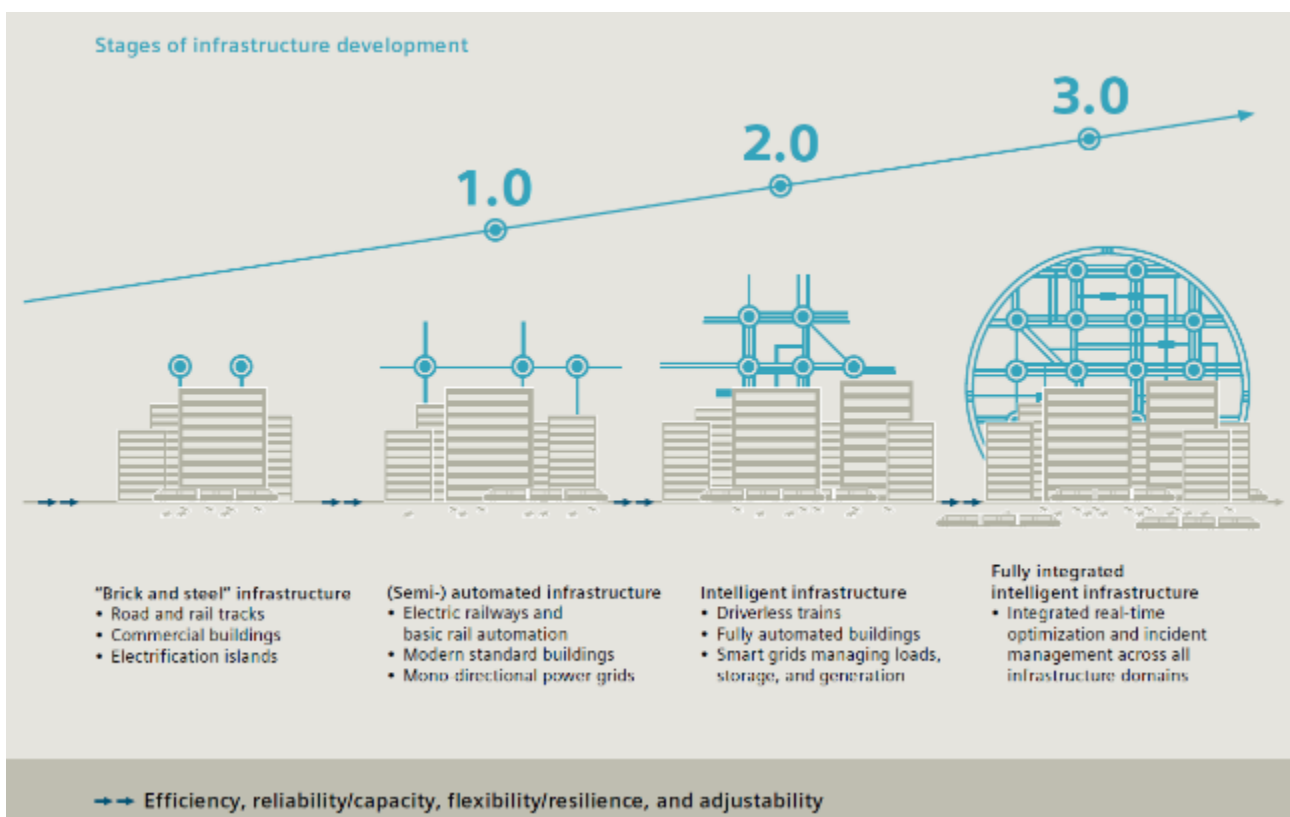 Stages of infrastructure development
1.0
2.0
3.0
"Brick and steel" infrastructure
• Road and rail tracks
• Commercial buildings
• Electrification islands
(Semi-) automated infrastructure
• Electric railways and
basic rail automation
• Modern standard buildings
• Mono directional power grids
Intelligent infrastructure
• Driverless trains
• Fully automated buildings
• Smart grids managing loads,
storage, and generation
Fully integrated
intelligent infrastructure
• Integrated real-time
optimization and incident
management across all
infrastructure domains
Efficiency, reliability/capacity, flexibility/resilience, and adjustability